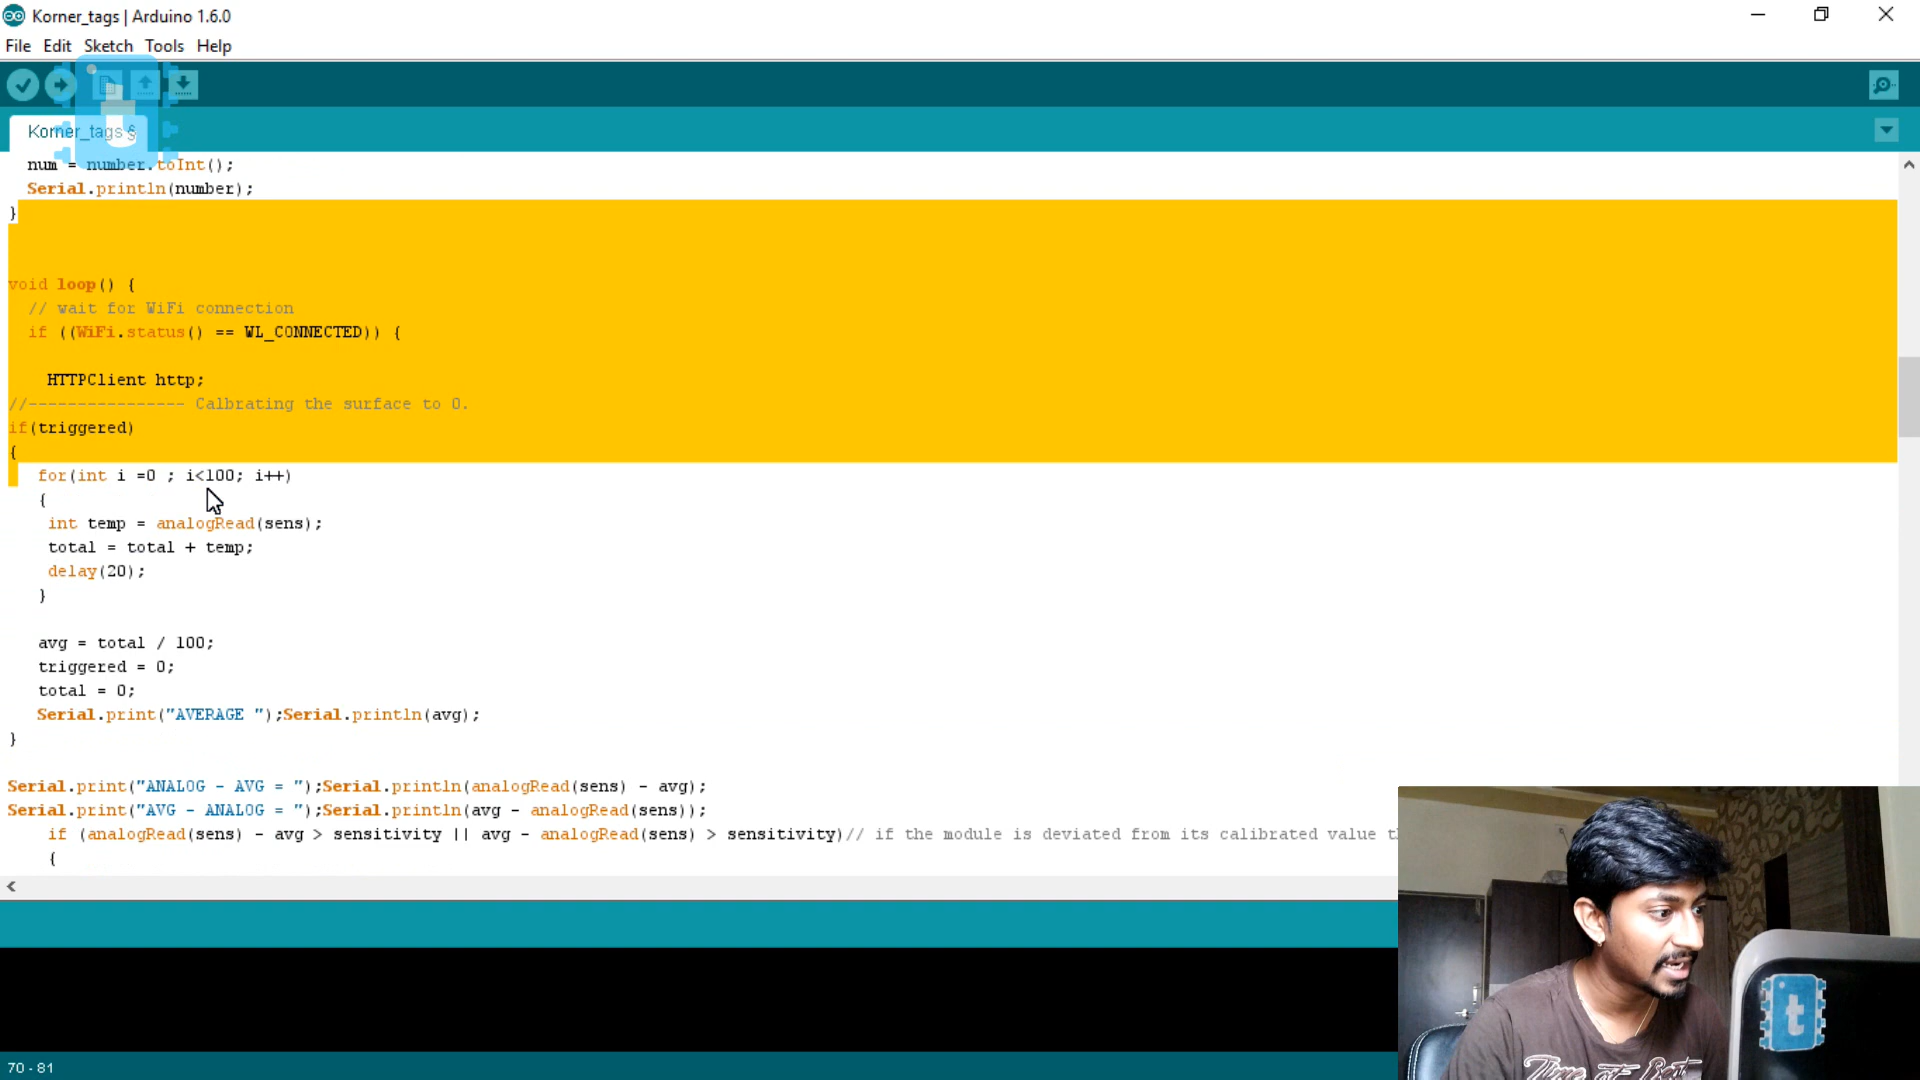 Korner_tags | Arduino 1.6.0
File Edit Sketch Tools Help
Korner_tags §
num = number.toInt();
Serial.println(number);
}
void loop() {
// wait for WiFi connection
if ((WiFi.status() == WL_CONNECTED)) {
HTTPClient http;
//---------------- Calbrating the surface to 0.
if(triggered)
{
for(int i =0 ; i<100; i++)
{
int temp = analogRead(sens);
total = total + temp;
delay(20);
}
avg = total / 100;
triggered = 0;
total = 0;
Serial.print("AVERAGE ");Serial.println(avg);
}
Serial.print("ANALOG - AVG = ");Serial.println(analogRead(sens) - avg);
Serial.print("AVG - ANALOG = ");Serial.println(avg - analogRead(sens));
if (analogRead(sens) - avg > sensitivity || avg - analogRead(sens) > sensitivity)// if the module is deviated from its calibrated value
{
70 - 81
t
Time